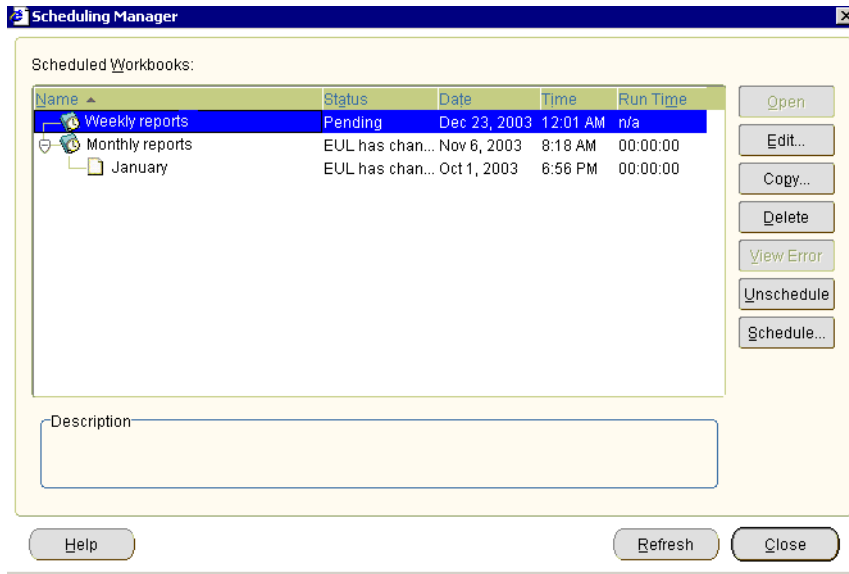 Scheduling Manager
Scheduled Workbooks:
Name Status Date Time Run Time
Weekly reports Pending Dec 23, 2003 12:01 AM n/a
Monthly reports EUL has chan... Nov 6, 2003 8:18 AM 00:00:00
January EUL has chan... Oct 1, 2003 6:56 PM 00:00:00
Open
Edit...
Copy...
Delete
View Error
Unschedule
Schedule...
Description
Help Refresh Close